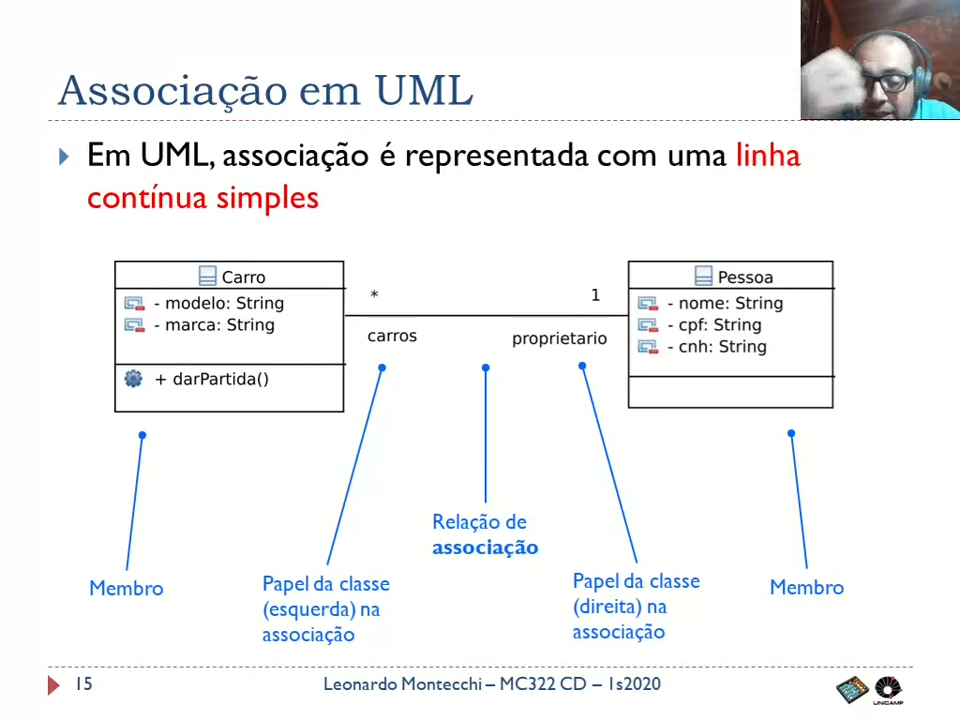 Associação em UML
Em UML, associação é representada com uma linha
contínua simples
Carro
- modelo: String
- marca: String
+ darPartida()
*
1
carros
proprietario
Pessoa
- nome: String
- cpf: String
- cnh: String
Relação de
associação
Membro
Papel da classe
(esquerda) na
associação
Papel da classe
(direita) na
associação
Membro
15
Leonardo Montecchi – MC322 CD – 1s2020
UNICAMP